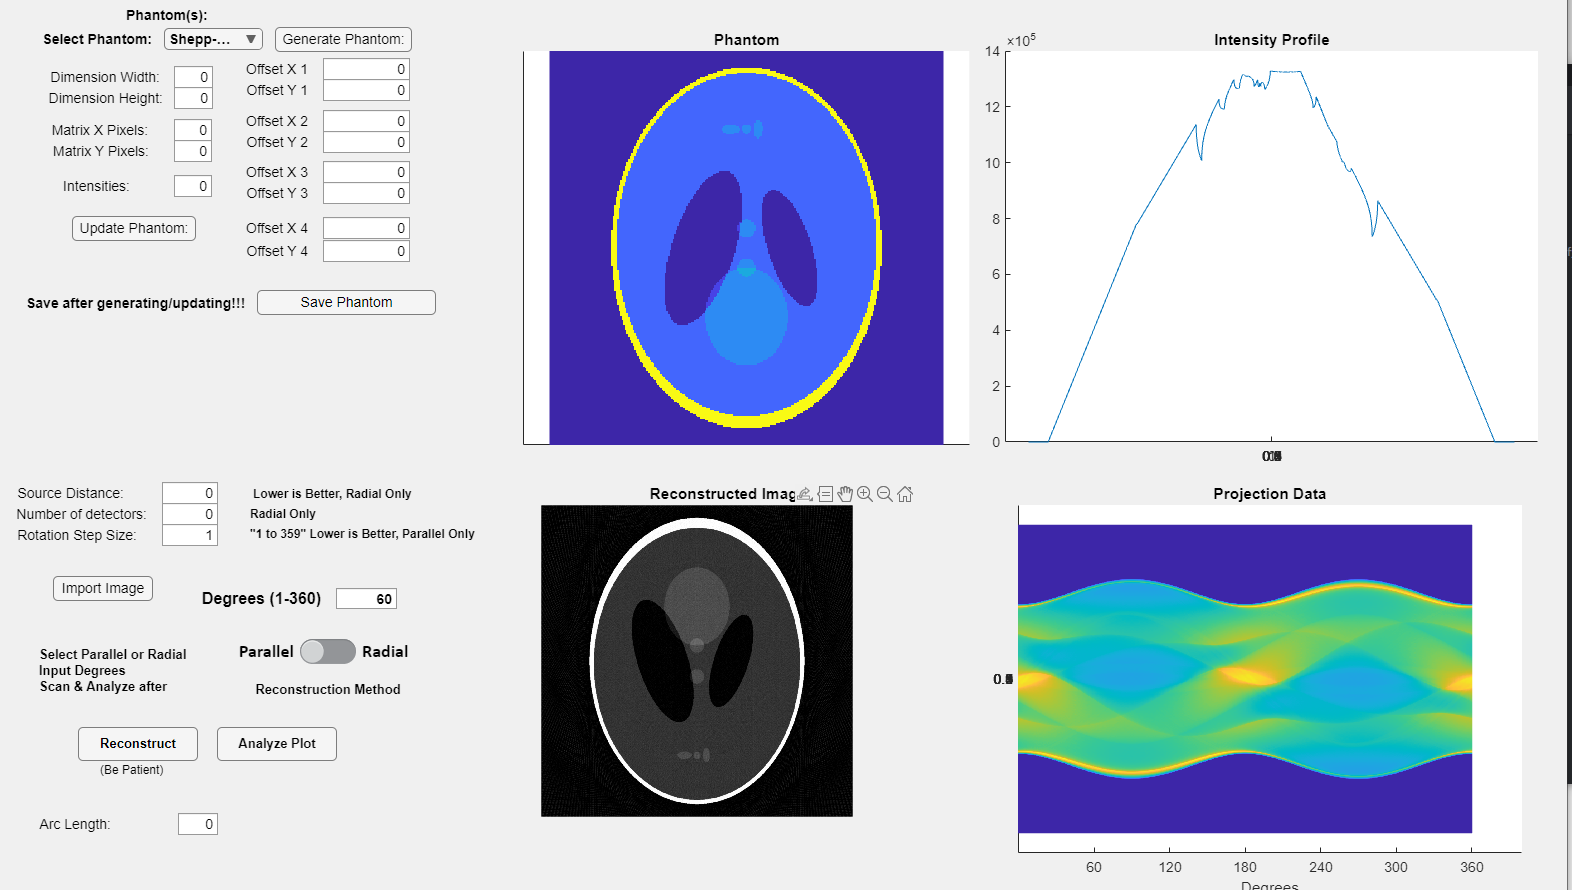 Phantom(s):
Select Phantom: Shepp-... Generate Phantom:
Dimension Width: 0
Dimension Height: 0
Matrix X Pixels: 0
Matrix Y Pixels: 0
Intensities: 0
Update Phantom:
Offset X 1 0
Offset Y 1 0
Offset X 2 0
Offset Y 2 0
Offset X 3 0
Offset Y 3 0
Offset X 4 0
Offset Y 4 0
Save after generating/updating!!! Save Phantom
Phantom
Intensity Profile
×10⁵
14
12
10
8
6
4
2
0
Source Distance: 0 Lower is Better, Radial Only
Number of detectors: 0 Radial Only
Rotation Step Size: 1 "1 to 359" Lower is Better, Parallel Only
Import Image
Degrees (1-360) 60
Select Parallel or Radial
Input Degrees
Scan & Analyze after
Parallel Radial
Reconstruction Method
Reconstruct Analyze Plot
(Be Patient)
Arc Length: 0
Reconstructed Imag
Projection Data
60 120 180 240 300 360
Degrees